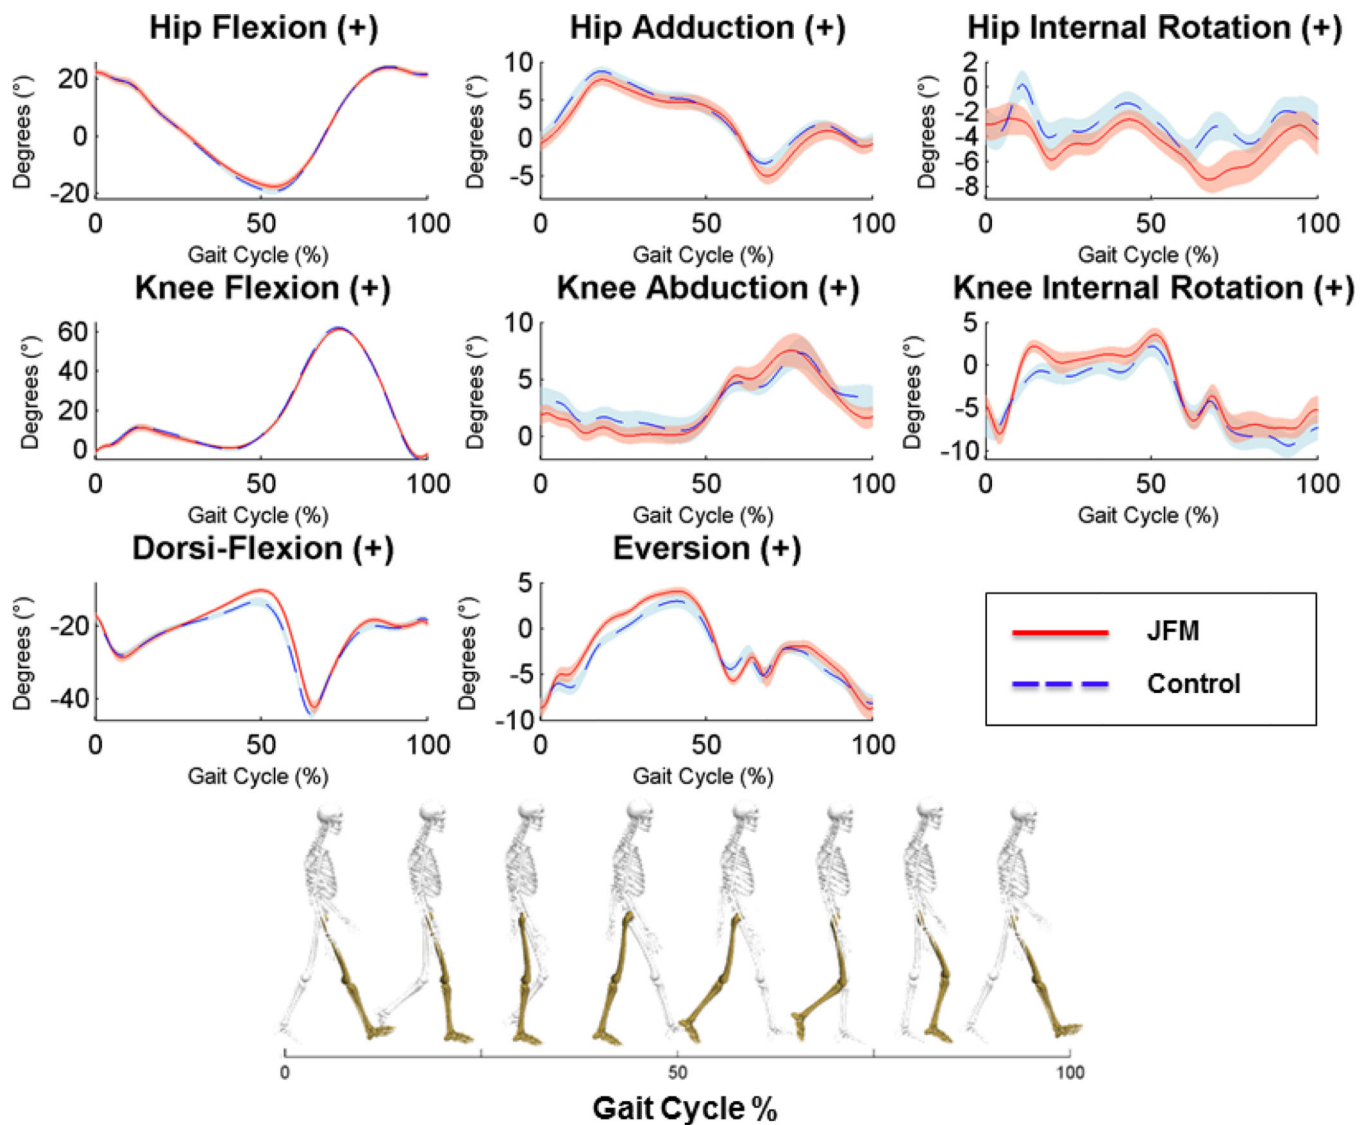 Hip Flexion (+)
Degrees (°)
20
0
-20
0
50
100
Gait Cycle (%)
Hip Adduction (+)
Degrees (°)
10
5
0
-5
0
50
100
Gait Cycle (%)
Hip Internal Rotation (+)
Degrees (°)
2
0
-2
-4
-6
-8
0
50
100
Gait Cycle (%)
Knee Flexion (+)
Degrees (°)
60
40
20
0
0
50
100
Gait Cycle (%)
Knee Abduction (+)
Degrees (°)
10
5
0
0
50
100
Gait Cycle (%)
Knee Internal Rotation (+)
Degrees (°)
5
0
-5
-10
0
50
100
Gait Cycle (%)
Dorsi-Flexion (+)
Degrees (°)
-20
-40
0
50
100
Gait Cycle (%)
Eversion (+)
Degrees (°)
5
0
-5
-10
0
50
100
Gait Cycle (%)
JFM
Control
0
50
100
Gait Cycle %